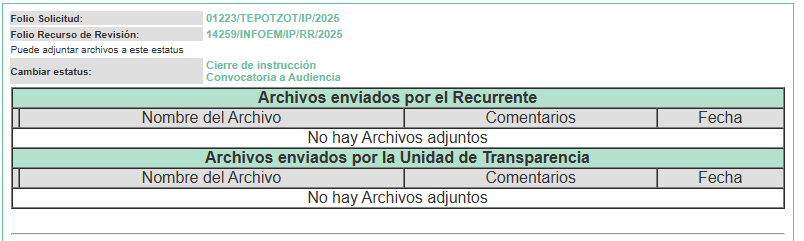 Folio Solicitud: 01223/TEPOTZOT/IP/2025
Folio Recurso de Revisión: 14259/INFOEM/IP/RR/2025
Puede adjuntar archivos a este estatus
Cambiar estatus: Cierre de instrucción
Convocatoria a Audiencia
Archivos enviados por el Recurrente
Nombre del Archivo Comentarios Fecha
No hay Archivos adjuntos
Archivos enviados por la Unidad de Transparencia
Nombre del Archivo Comentarios Fecha
No hay Archivos adjuntos